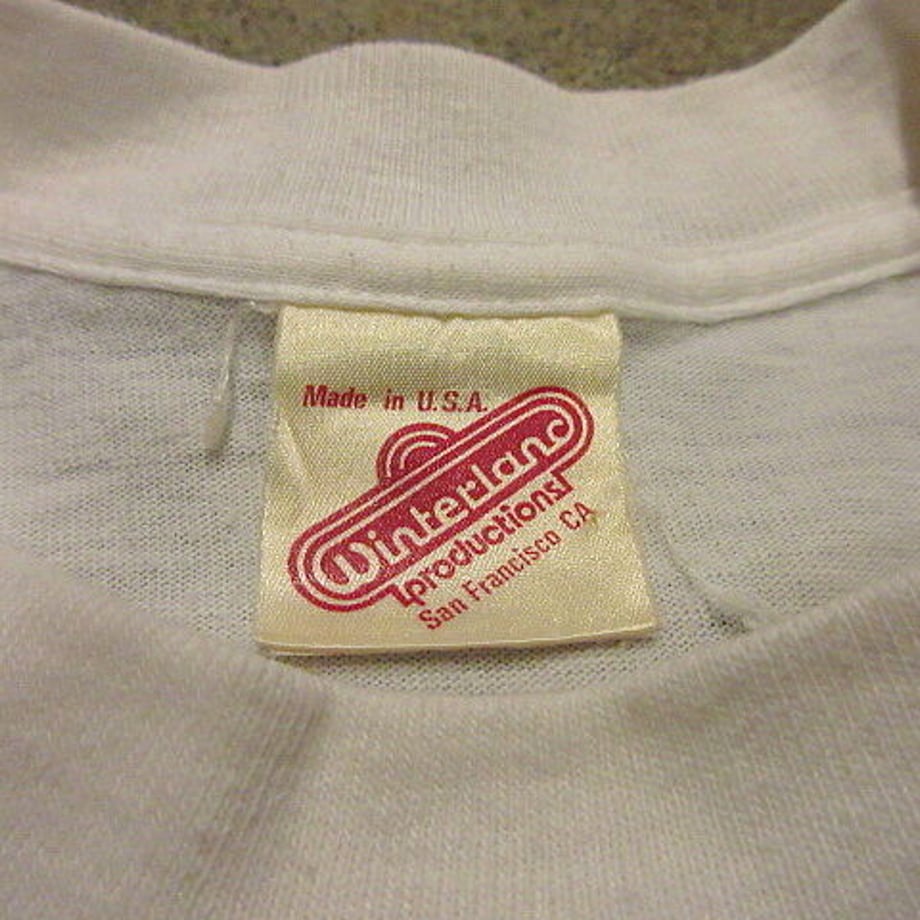 Made in U.S.A.
Winterland
productions
San Francisco CA